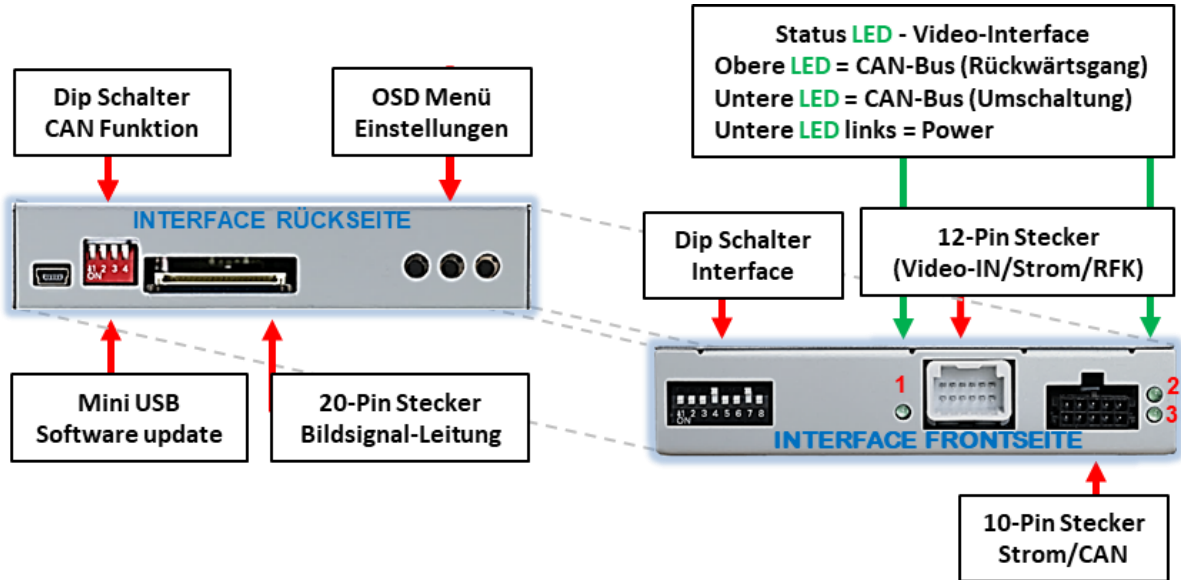 Status LED - Video-Interface
Obere LED = CAN-Bus (Rückwärtsgang)
Untere LED = CAN-Bus (Umschaltung)
Untere LED links = Power
Dip Schalter
CAN Funktion
OSD Menü
Einstellungen
INTERFACE RÜCKSEITE
1 2 3 4
ON
Dip Schalter
Interface
12-Pin Stecker
(Video-IN/Strom/RFK)
Mini USB
Software update
20-Pin Stecker
Bildsignal-Leitung
1
2
3
1 2 3 4 5 6 7 8
ON
INTERFACE FRONTSEITE
10-Pin Stecker
Strom/CAN